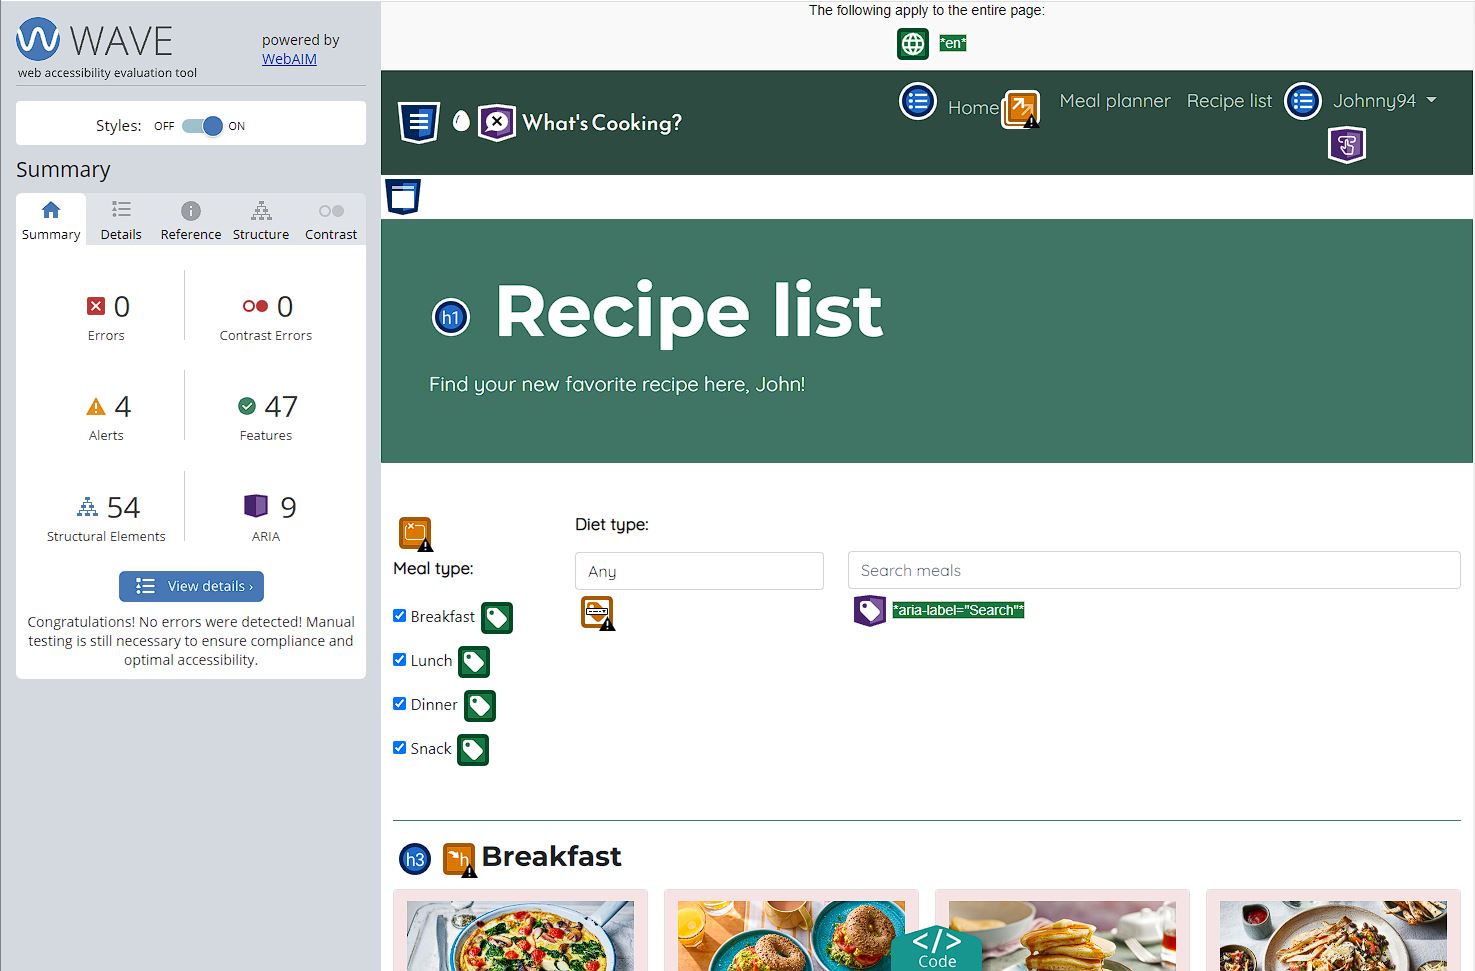 WAVE
powered by
WebAIM
web accessibility evaluation tool
Styles: OFF ON
Summary
Summary Details Reference Structure Contrast
0 0
Errors Contrast Errors
4 47
Alerts Features
54 9
Structural Elements ARIA
View details ›
Congratulations! No errors were detected! Manual
testing is still necessary to ensure compliance and
optimal accessibility.
The following apply to the entire page:
*en*
What's Cooking? Home Meal planner Recipe list Johnny94
h1 Recipe list
Find your new favorite recipe here, John!
Meal type:
Breakfast
Lunch
Dinner
Snack
Diet type:
Any
Search meals
*aria-label="Search"*
h3 h Breakfast
</>
Code